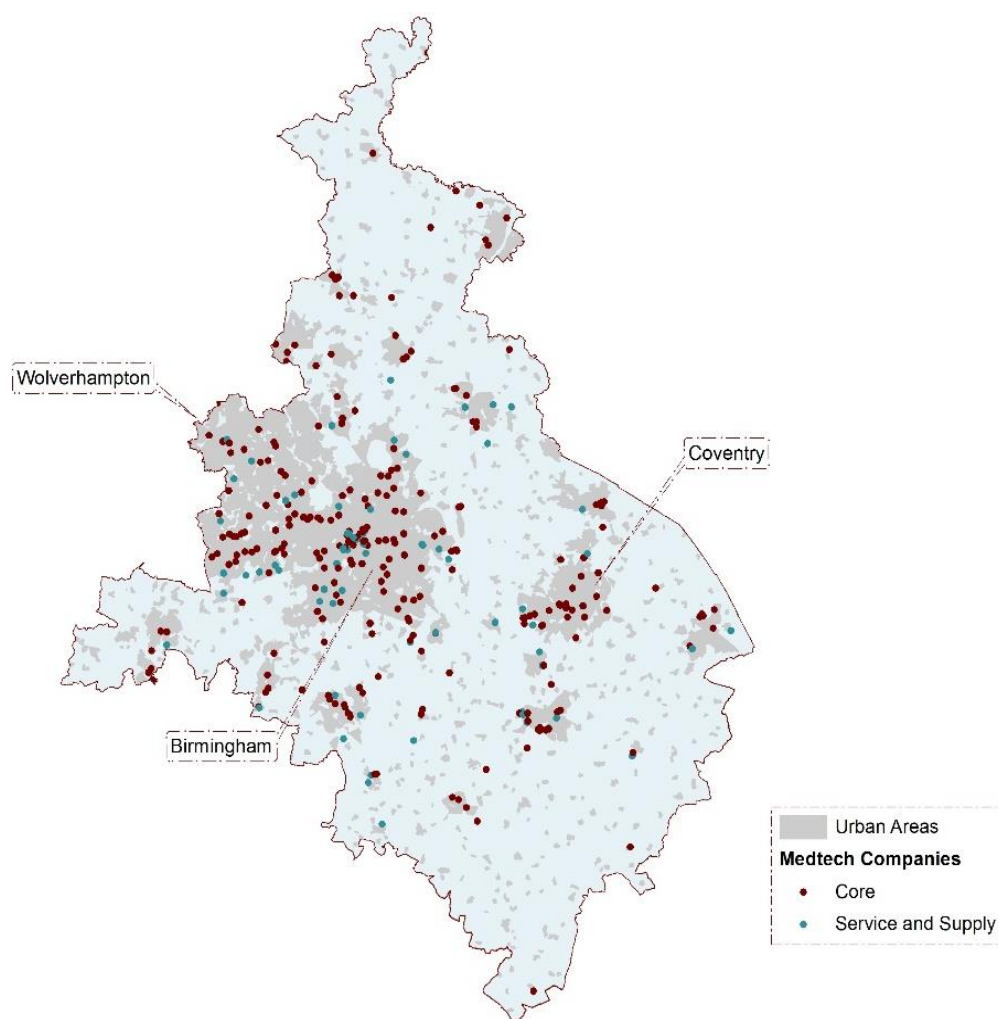 Wolverhampton
Coventry
Birmingham
Urban Areas
Medtech Companies
Core
Service and Supply